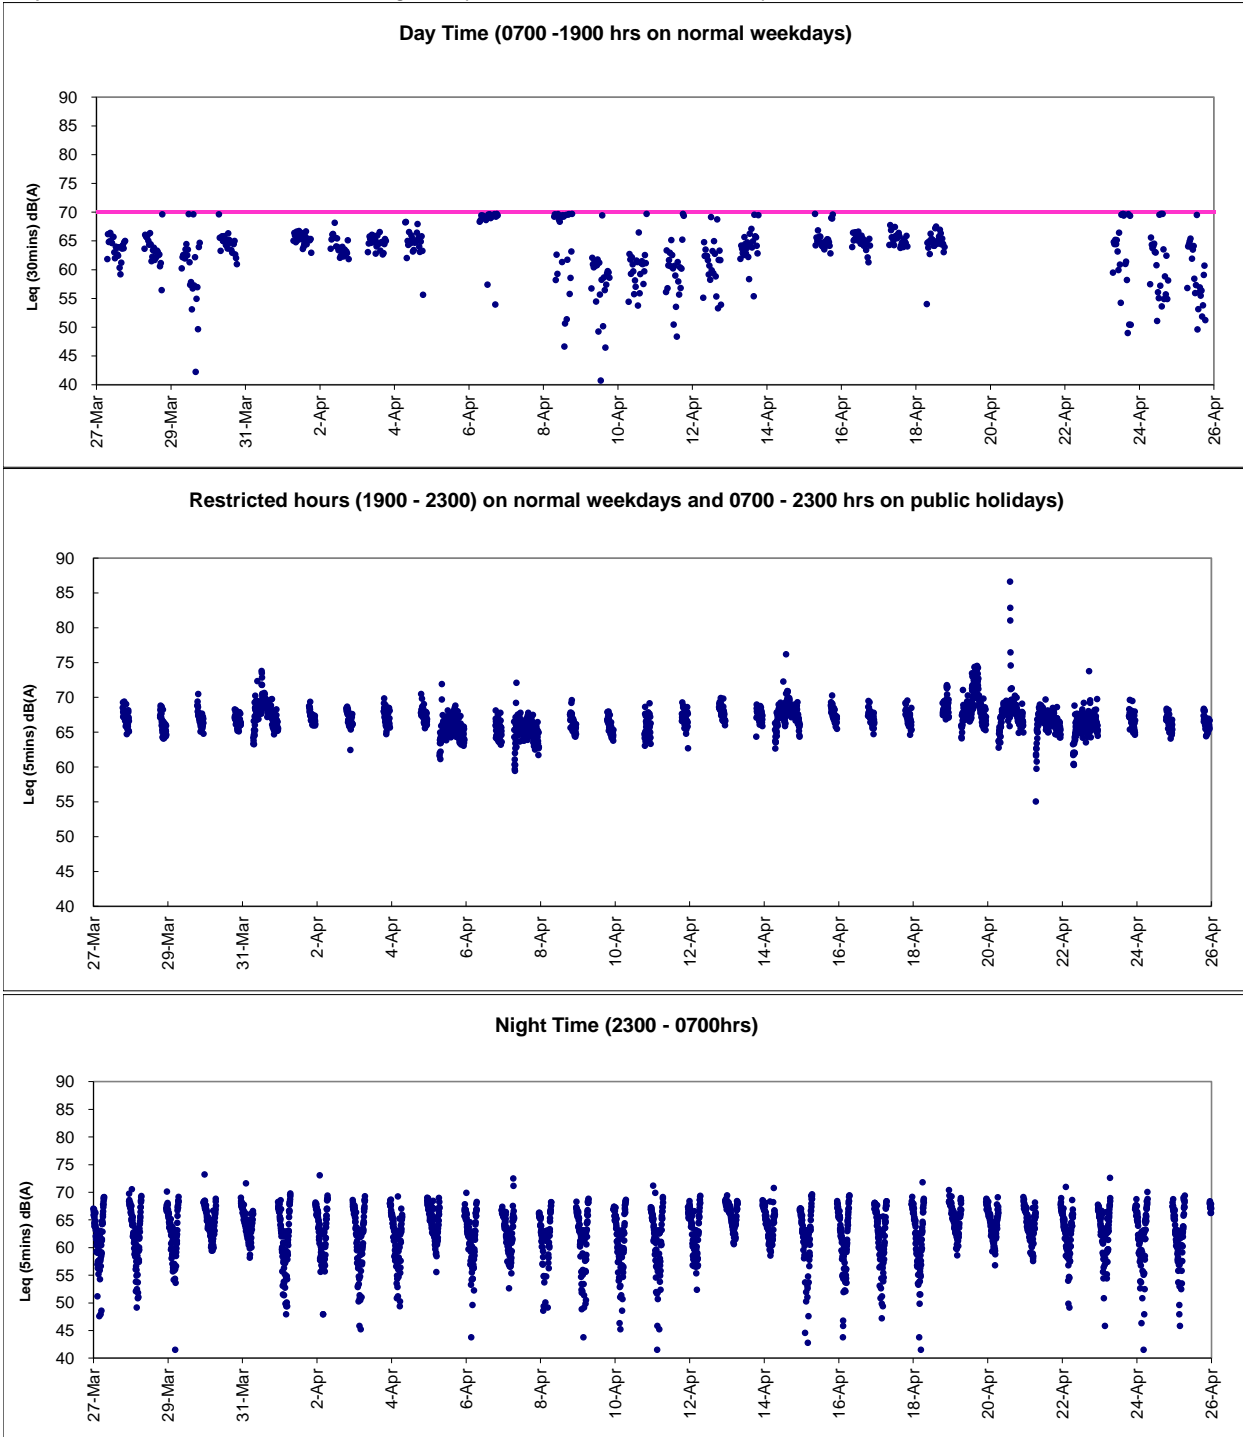 Day Time (0700 -1900 hrs on normal weekdays)
Leq (30mins) dB(A)
90
85
80
75
70
65
60
55
50
45
40
27-Mar
29-Mar
31-Mar
2-Apr
4-Apr
6-Apr
8-Apr
10-Apr
12-Apr
14-Apr
16-Apr
18-Apr
20-Apr
22-Apr
24-Apr
26-Apr
Restricted hours (1900 - 2300) on normal weekdays and 0700 - 2300 hrs on public holidays)
Leq (5mins) dB(A)
90
85
80
75
70
65
60
55
50
45
40
27-Mar
29-Mar
31-Mar
2-Apr
4-Apr
6-Apr
8-Apr
10-Apr
12-Apr
14-Apr
16-Apr
18-Apr
20-Apr
22-Apr
24-Apr
26-Apr
Night Time (2300 - 0700hrs)
Leq (5mins) dB(A)
90
85
80
75
70
65
60
55
50
45
40
27-Mar
29-Mar
31-Mar
2-Apr
4-Apr
6-Apr
8-Apr
10-Apr
12-Apr
14-Apr
16-Apr
18-Apr
20-Apr
22-Apr
24-Apr
26-Apr